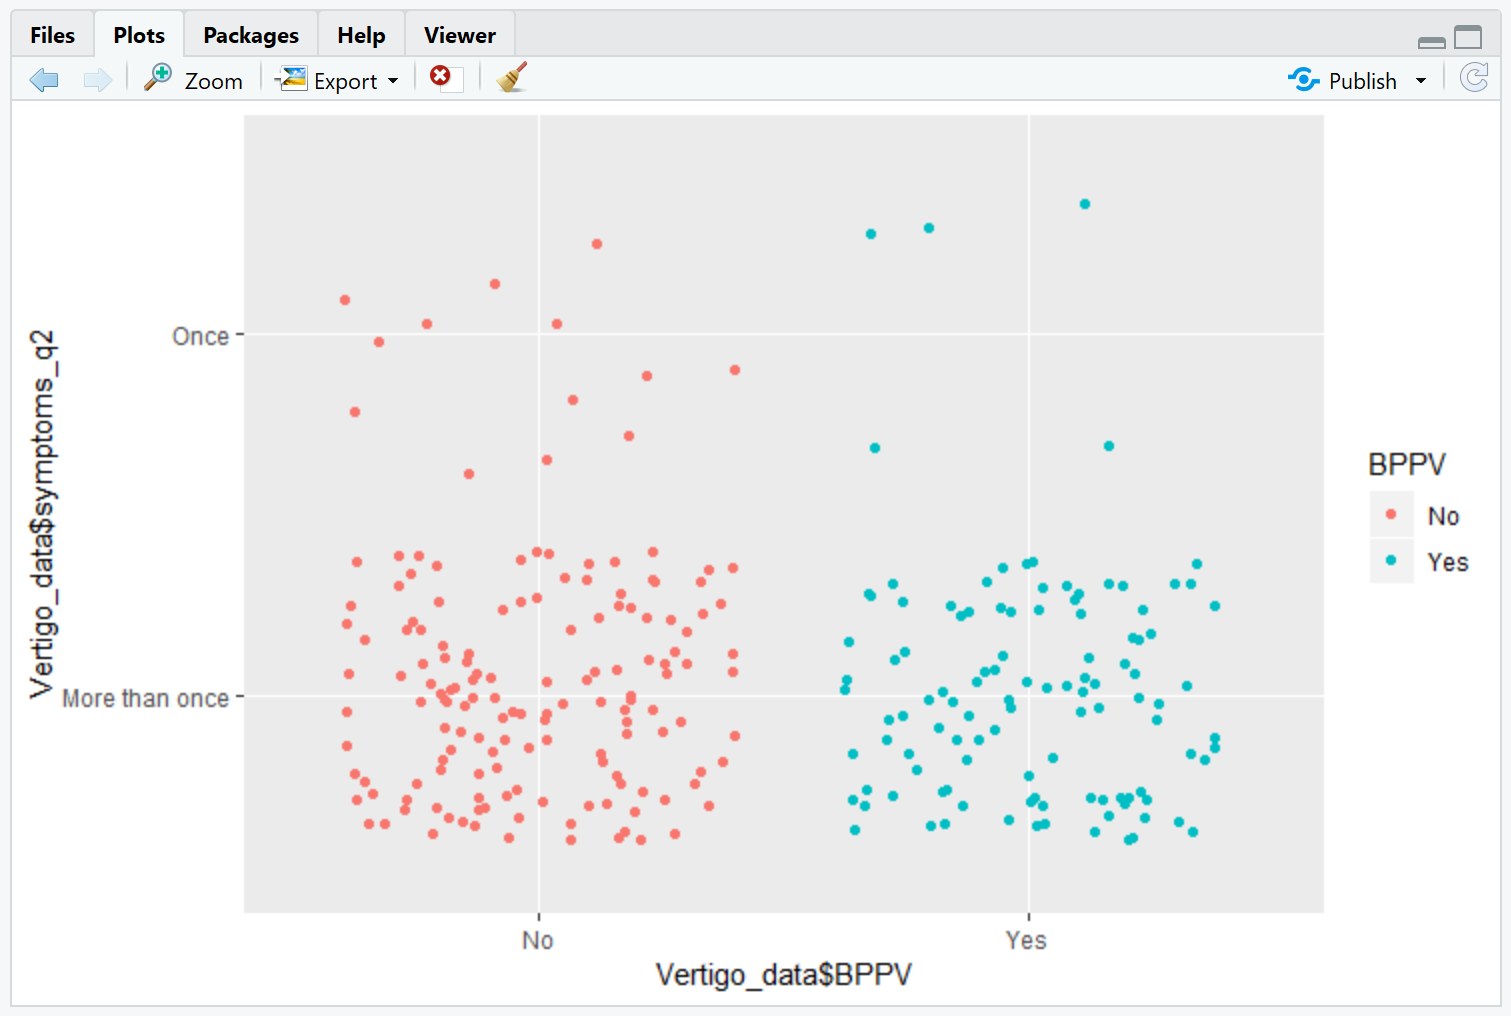 Files Plots Packages Help Viewer
Zoom Export Publish
Vertigo_data$symptoms_q2
Once
More than once
No Yes
Vertigo_data$BPPV
BPPV
No
Yes